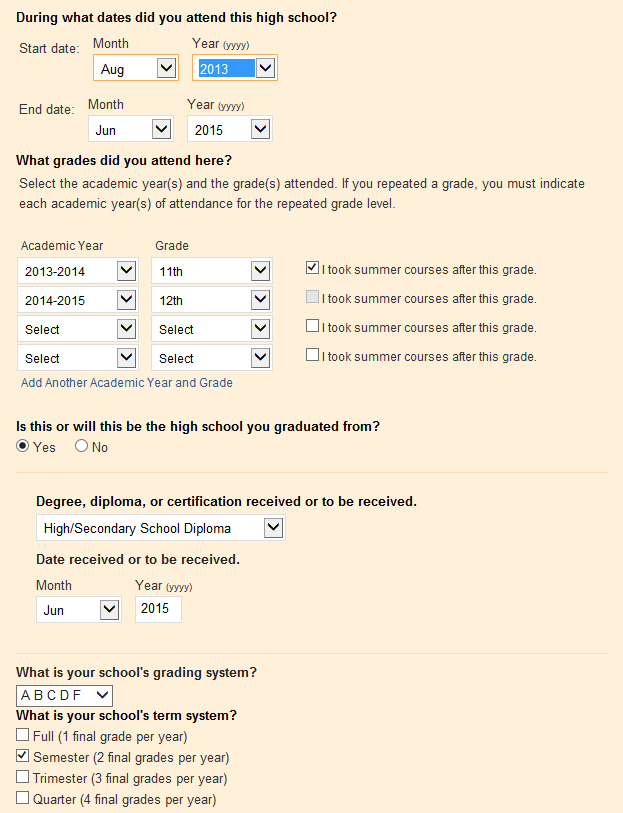 During what dates did you attend this high school?
Month Year (yyyy)
Start date: Aug 2013
Month Year (yyyy)
End date: Jun 2015
What grades did you attend here?
Select the academic year(s) and the grade(s) attended. If you repeated a grade, you must indicate
each academic year(s) of attendance for the repeated grade level.
Academic Year Grade
2013-2014 11th I took summer courses after this grade.
2014-2015 12th I took summer courses after this grade.
Select Select I took summer courses after this grade.
Select Select I took summer courses after this grade.
Add Another Academic Year and Grade
Is this or will this be the high school you graduated from?
Yes No
Degree, diploma, or certification received or to be received.
High/Secondary School Diploma
Date received or to be received.
Month Year (yyyy)
Jun 2015
What is your school's grading system?
A B C D F
What is your school's term system?
Full (1 final grade per year)
Semester (2 final grades per year)
Trimester (3 final grades per year)
Quarter (4 final grades per year)